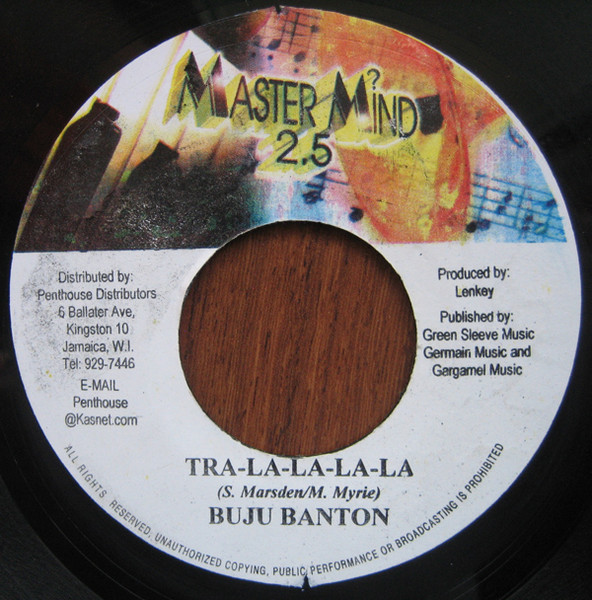 MASTER M?IND
2.5
Distributed by:
Penthouse Distributors
6 Ballater Ave,
Kingston 10
Jamaica, W.I.
Tel: 929-7446
E-MAIL
Penthouse
@Kasnet.com
Produced by:
Lenkey
Published by:
Green Sleeve Music
Germain Music and
Gargamel Music
TRA-LA-LA-LA-LA
(S. Marsden/M. Myrie)
BUJU BANTON
ALL RIGHTS RESERVED, UNAUTHORIZED COPYING, PUBLIC PERFORMANCE OR BROADCASTING IS PROHIBITED